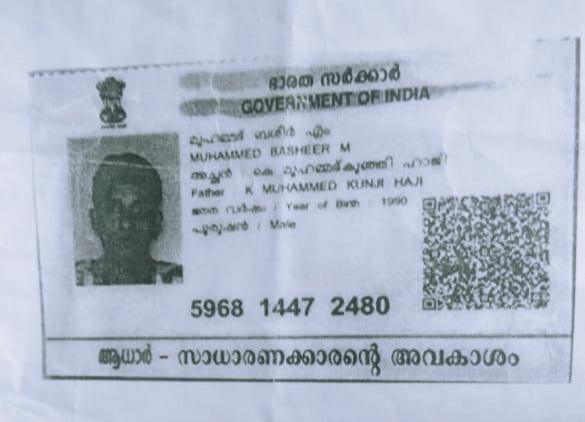 ഭാരത സർക്കാർ
GOVERNMENT OF INDIA
മുഹമ്മദ് ബഷീർ എം
MUHAMMED BASHEER M
അച്ഛൻ : കെ മുഹമ്മദ്കുഞ്ഞി ഹാജി
Father : K MUHAMMED KUNJI HAJI
ജനന വർഷം / Year of Birth : 1990
പുരുഷൻ / Male
5968 1447 2480
ആധാർ - സാധാരണക്കാരന്റെ അവകാശം